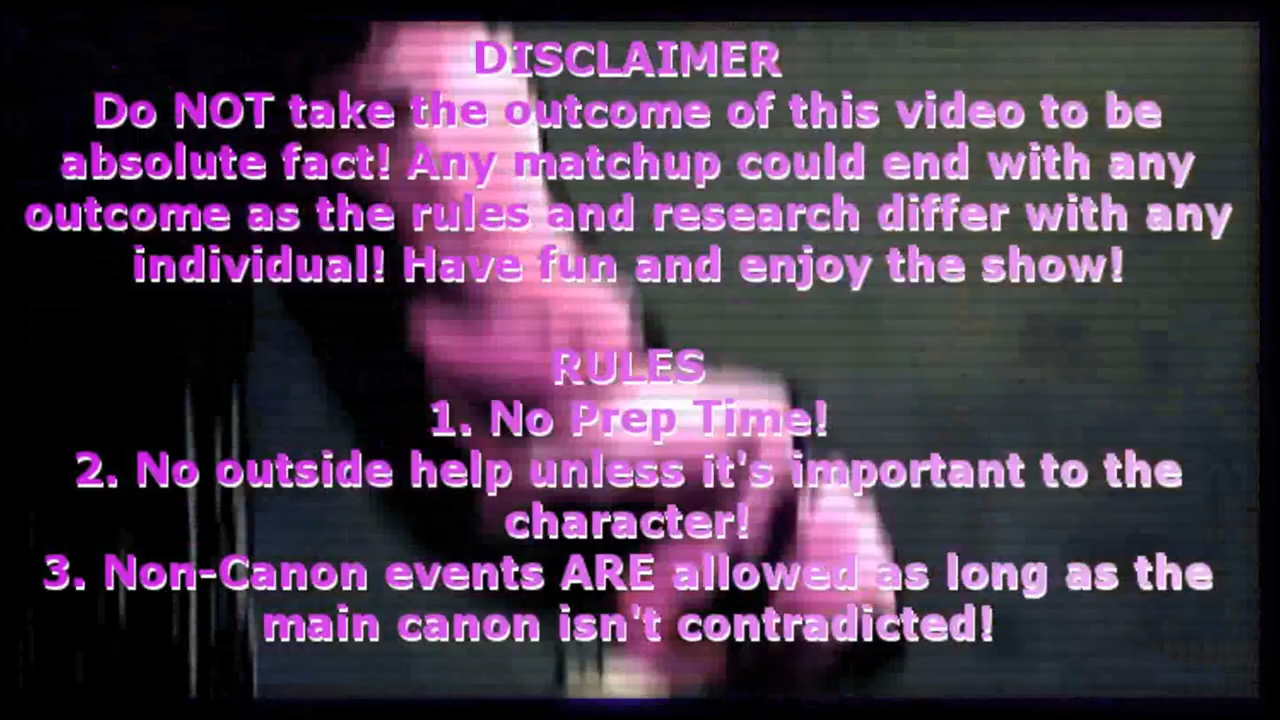 DISCLAIMER
Do NOT take the outcome of this video to be
absolute fact! Any matchup could end with any
outcome as the rules and research differ with any
individual! Have fun and enjoy the show!
RULES
1. No Prep Time!
2. No outside help unless it's important to the
character!
3. Non-Canon events ARE allowed as long as the
main canon isn't contradicted!